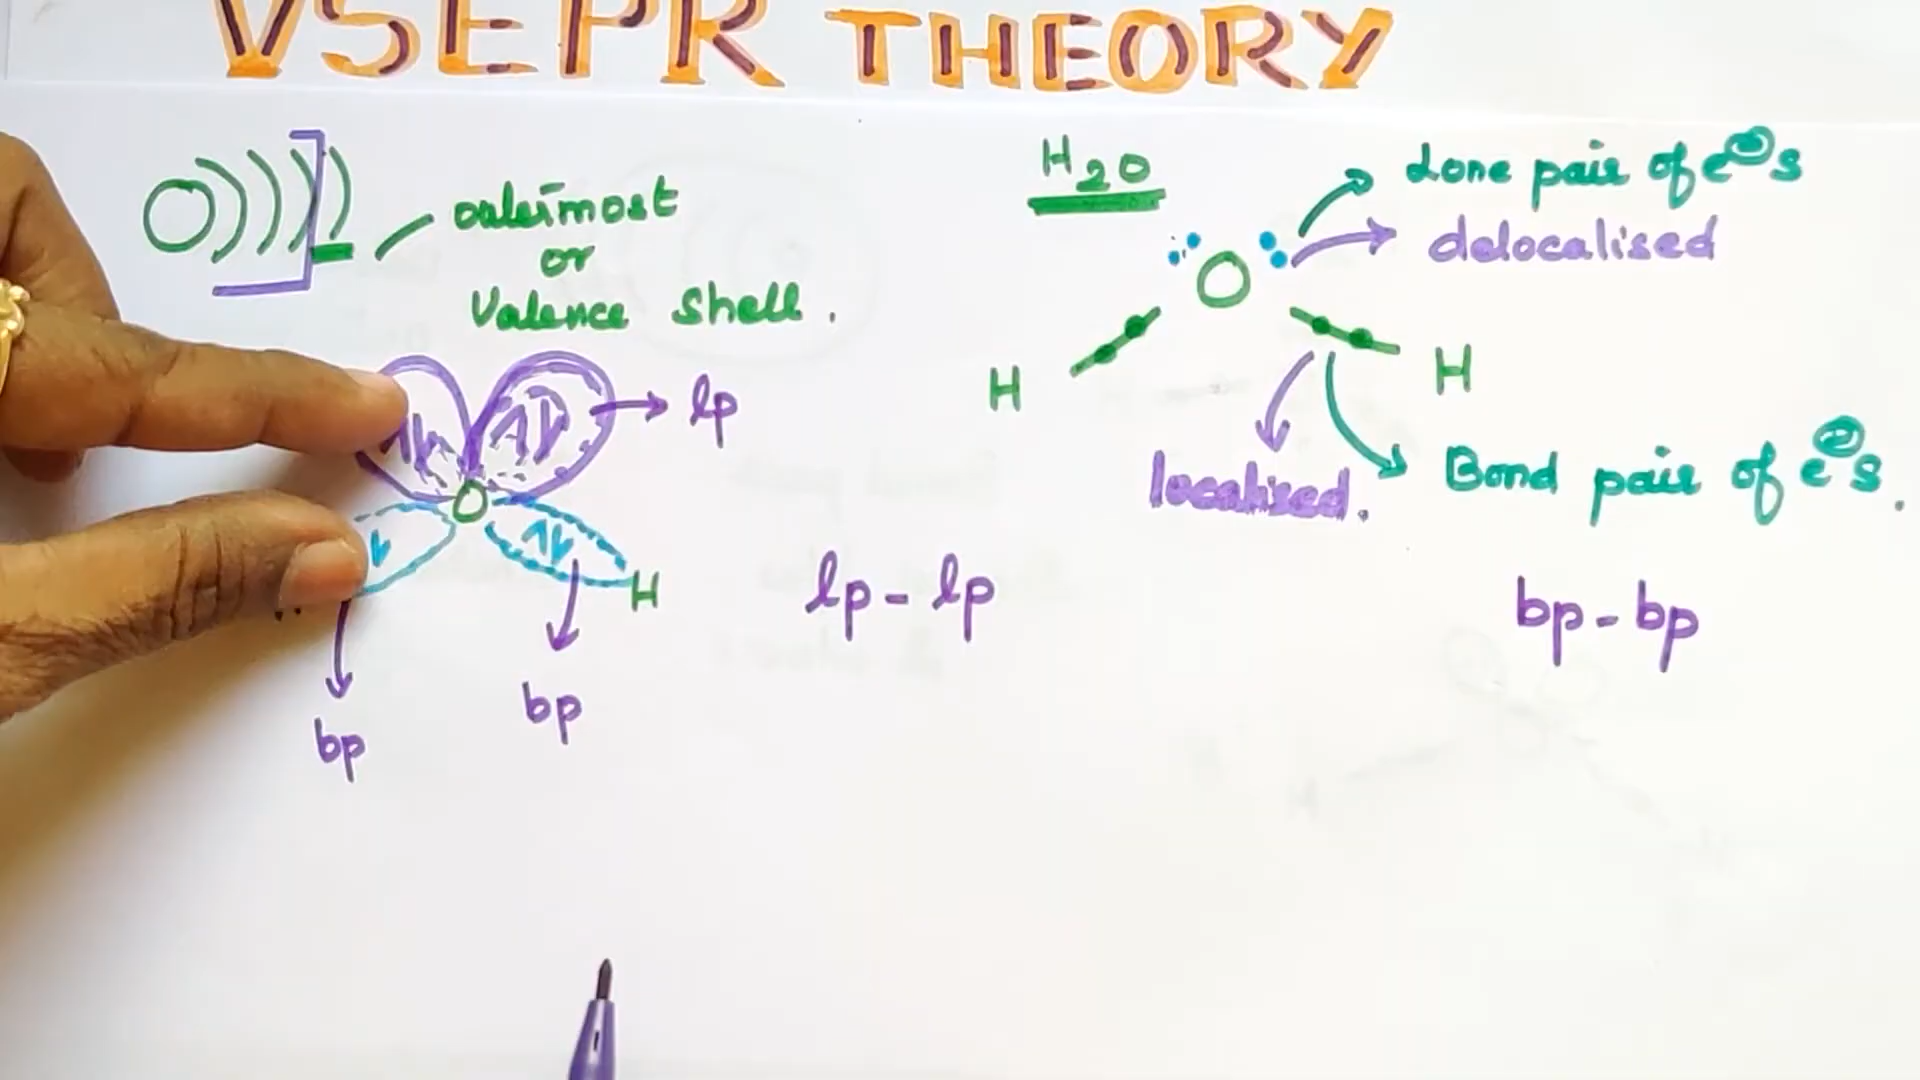 VSEPR THEORY
outermost
or
Valence shell.
H2O
Lone pair of e⊖s
delocalised
O
H
H
localised.
Bond pair of e⊖s.
lp
O
H
bp
bp
lp - lp
bp - bp